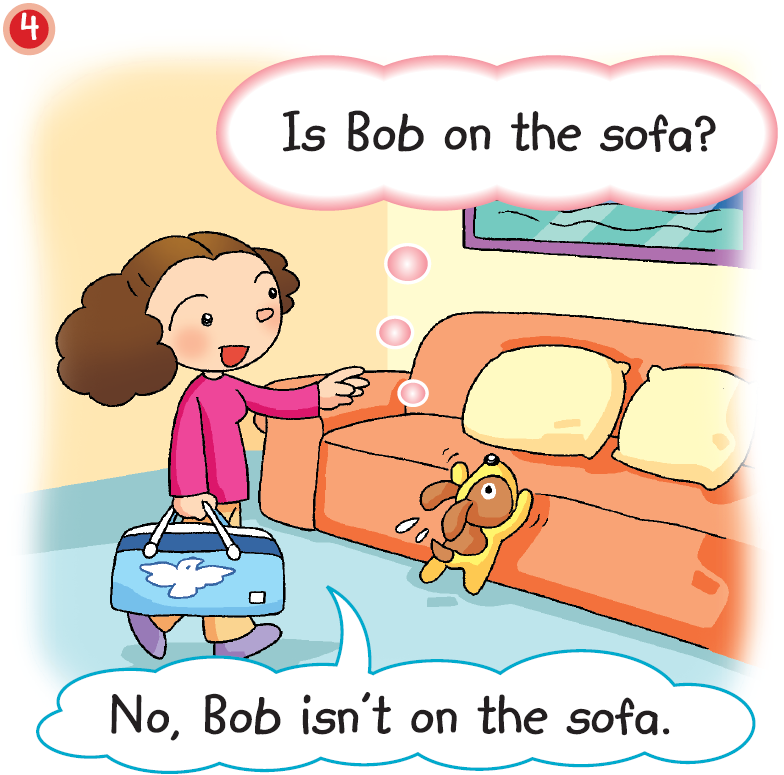 4
Is Bob on the sofa?
No, Bob isn't on the sofa.